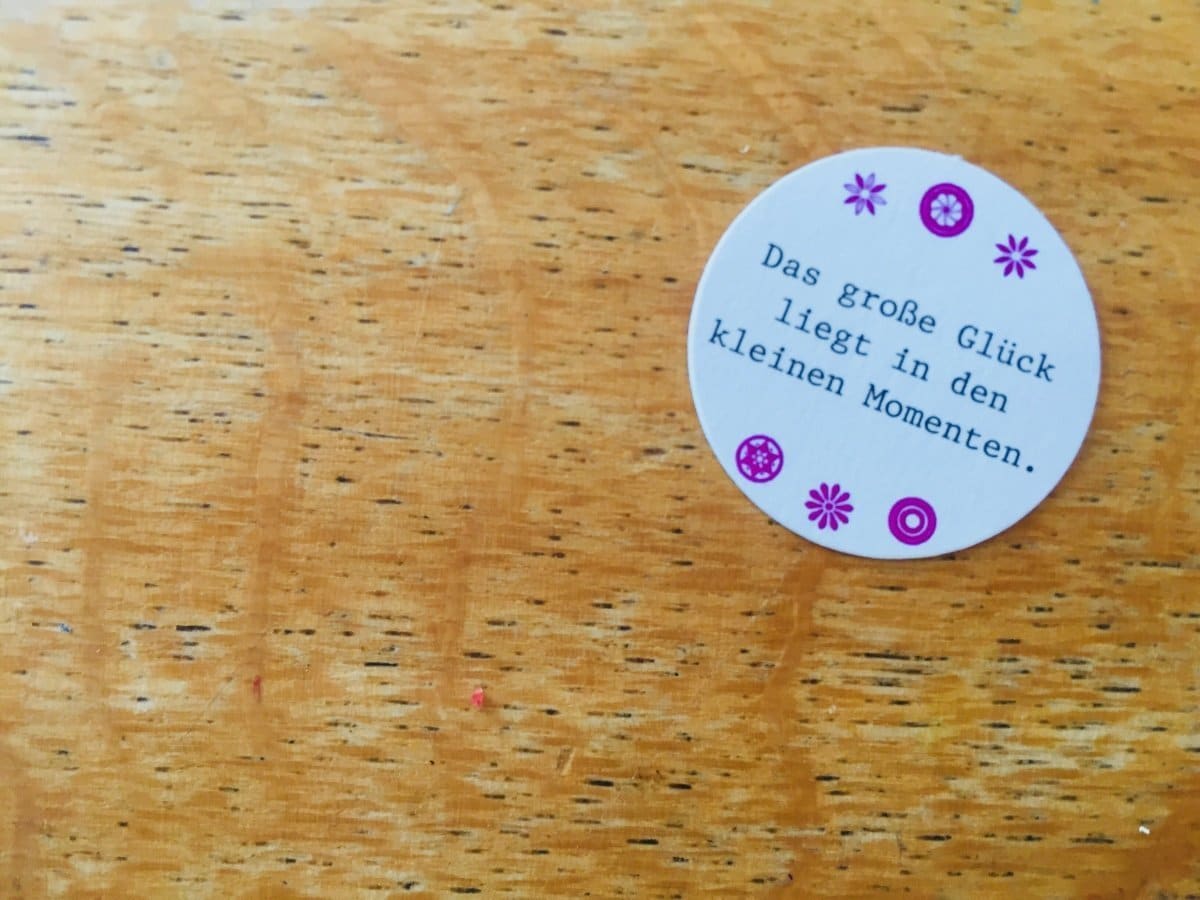 Das große Glück
liegt in den
kleinen Momenten.